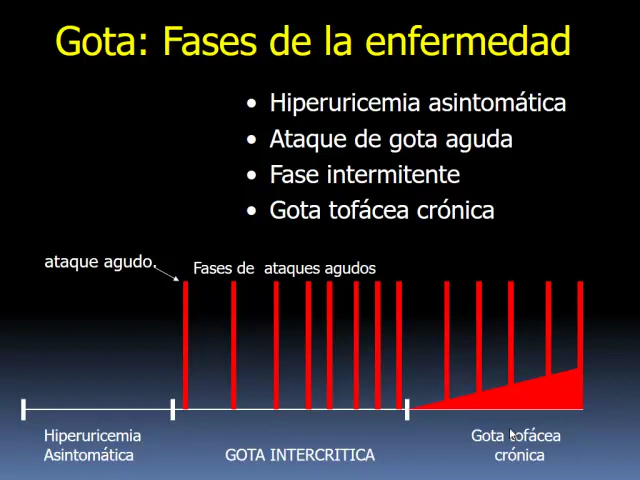 Gota: Fases de la enfermedad
• Hiperuricemia asintomática
• Ataque de gota aguda
• Fase intermitente
• Gota tofácea crónica
ataque agudo.
Fases de ataques agudos
Hiperuricemia
Asintomática
GOTA INTERCRITICA
Gota tofácea
crónica